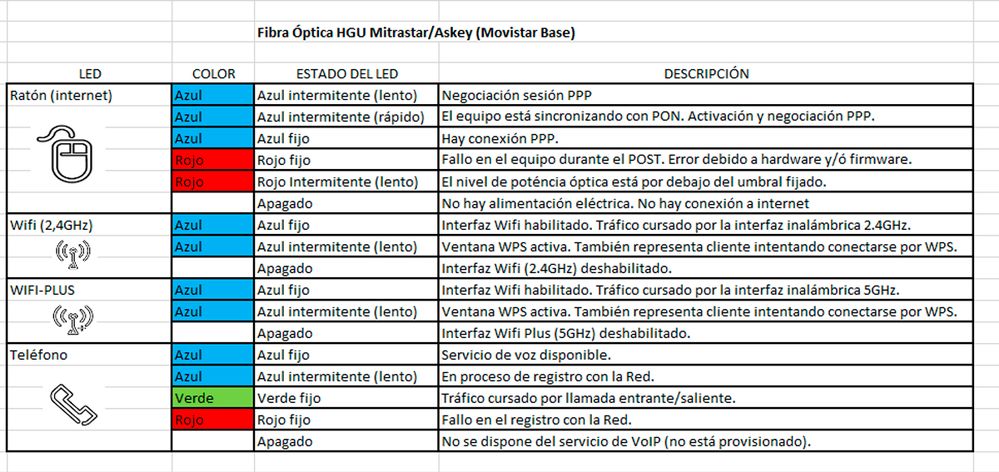 Fibra Óptica HGU Mitrastar/Askey (Movistar Base)
LED COLOR ESTADO DEL LED DESCRIPCIÓN
Ratón (internet) Azul Azul intermitente (lento) Negociación sesión PPP
Azul Azul intermitente (rápido) El equipo está sincronizando con PON. Activación y negociación PPP.
Azul Azul fijo Hay conexión PPP.
Rojo Rojo fijo Fallo en el equipo durante el POST. Error debido a hardware y/ó firmware.
Rojo Rojo Intermitente (lento) El nivel de poténcia óptica está por debajo del umbral fijado.
Apagado No hay alimentación eléctrica. No hay conexión a internet
Wifi (2,4GHz) Azul Azul fijo Interfaz Wifi habilitado. Tráfico cursado por la interfaz inalámbrica 2.4GHz.
Azul Azul intermitente (lento) Ventana WPS activa. También representa cliente intentando conectarse por WPS.
Apagado Interfaz Wifi (2.4GHz) deshabilitado.
WIFI-PLUS Azul Azul fijo Interfaz Wifi habilitado. Tráfico cursado por la interfaz inalámbrica 5GHz.
Azul Azul intermitente (lento) Ventana WPS activa. También representa cliente intentando conectarse por WPS.
Apagado Interfaz Wifi Plus (5GHz) deshabilitado.
Teléfono Azul Azul fijo Servicio de voz disponible.
Azul Azul intermitente (lento) En proceso de registro con la Red.
Verde Verde fijo Tráfico cursado por llamada entrante/saliente.
Rojo Rojo fijo Fallo en el registro con la Red.
Apagado No se dispone del servicio de VoIP (no está provisionado).